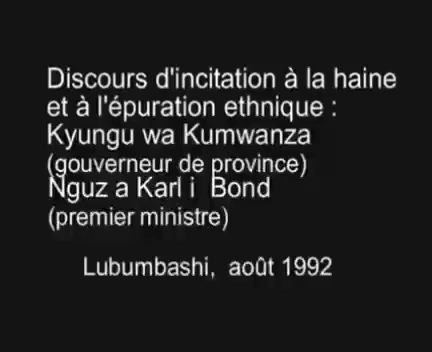 Discours d'incitation à la haine
et à l'épuration ethnique :
Kyungu wa Kumwanza
(gouverneur de province)
Nguz a Karl i Bond
(premier ministre)
Lubumbashi, août 1992